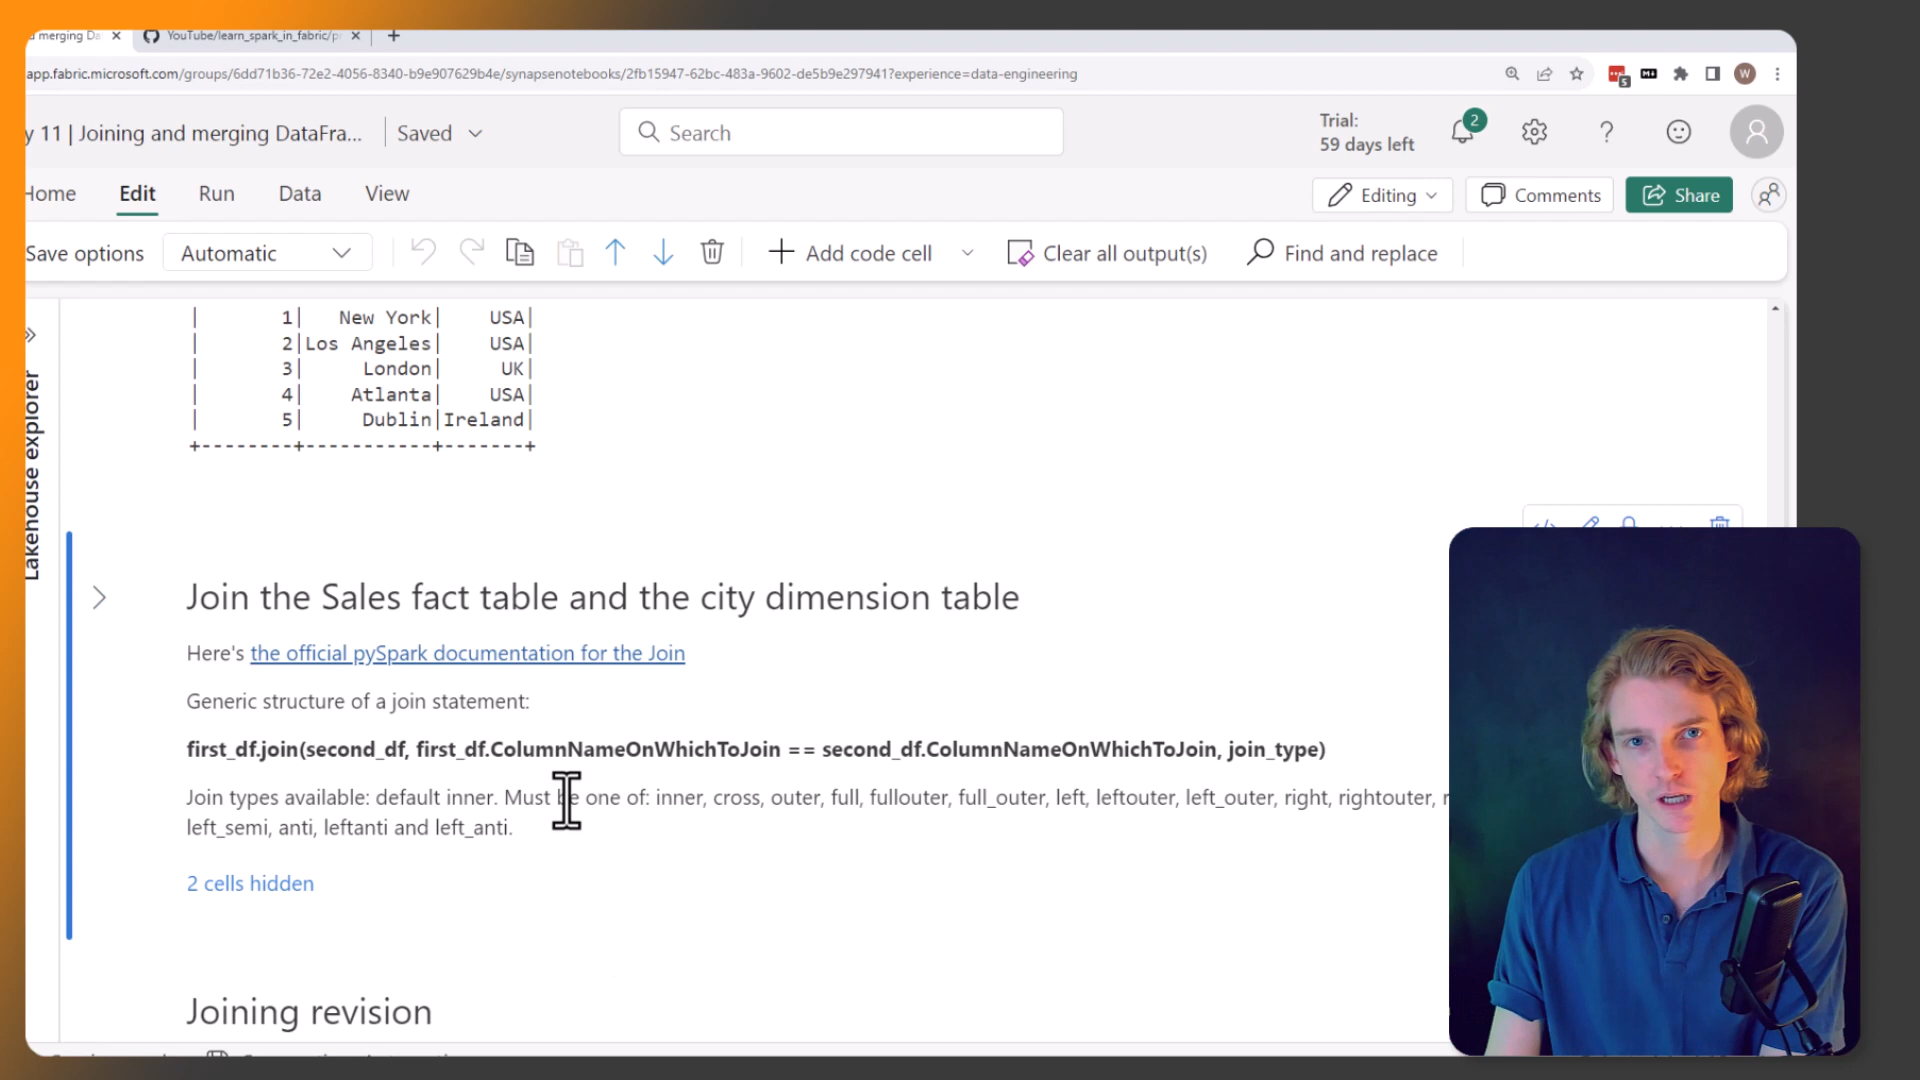 d merging Da
YouTube/learn_spark_in_fabric/pr
app.fabric.microsoft.com/groups/6dd71b36-72e2-4056-8340-b9e907629b4e/synapsenotebooks/2fb15947-62bc-483a-9602-de5b9e297941?experience=data-engineering
5
W
y 11 | Joining and merging DataFra...
Saved
Search
Trial:
59 days left
2
Home
Edit
Run
Data
View
Editing
Comments
Share
Save options
Automatic
Add code cell
Clear all output(s)
Find and replace
Lakehouse explorer
| 1| New York| USA|
| 2|Los Angeles| USA|
| 3| London| UK|
| 4| Atlanta| USA|
| 5| Dublin|Ireland|
+--------+-----------+-------+
Join the Sales fact table and the city dimension table
Here's the official pySpark documentation for the Join
Generic structure of a join statement:
first_df.join(second_df, first_df.ColumnNameOnWhichToJoin == second_df.ColumnNameOnWhichToJoin, join_type)
Join types available: default inner. Must be one of: inner, cross, outer, full, fullouter, full_outer, left, leftouter, left_outer, right, rightouter, r
left_semi, anti, leftanti and left_anti.
2 cells hidden
Joining revision